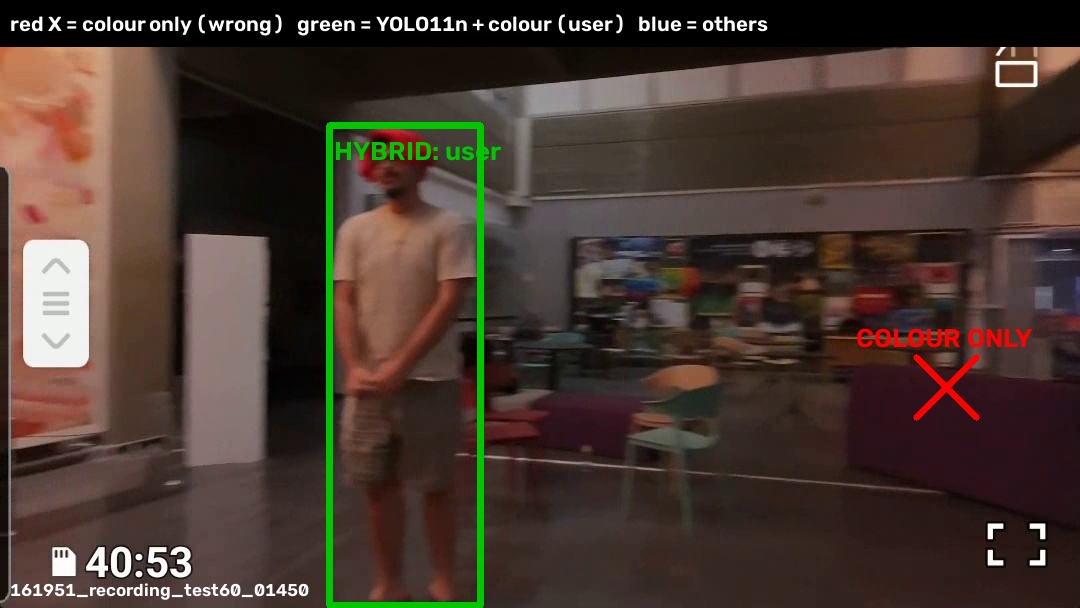 red X = colour only (wrong)   green = YOLO11n + colour (user)   blue = others
HYBRID: user
COLOUR ONLY
40:53
161951_recording_test60_01450